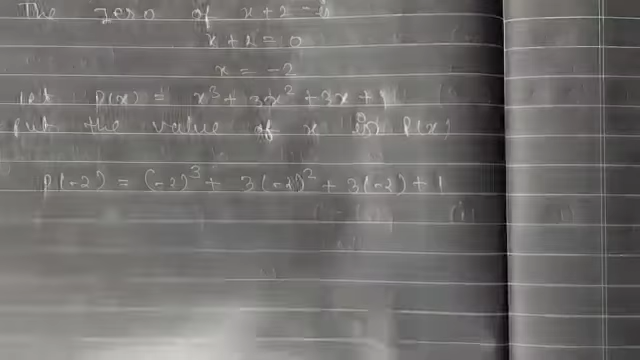 The zero of x + 2 = 0
x + 2 = 0
x = -2
let p(x) = x³ + 3x² + 3x + 1
put the value of x in P(x)
p(-2) = (-2)³ + 3(-2)² + 3(-2) + 1